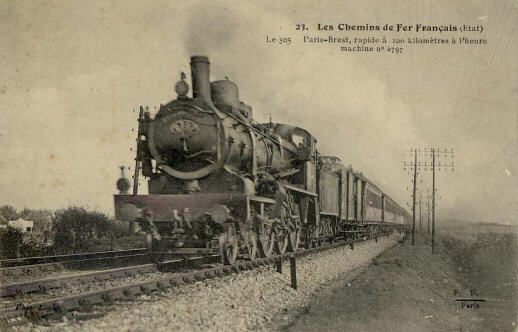 23. Les Chemins de Fer Français (Etat)
Le 505 Paris-Brest, rapide à 100 kilomètres à l'heure
machine nº 2797
Phot.
F. F.
Paris